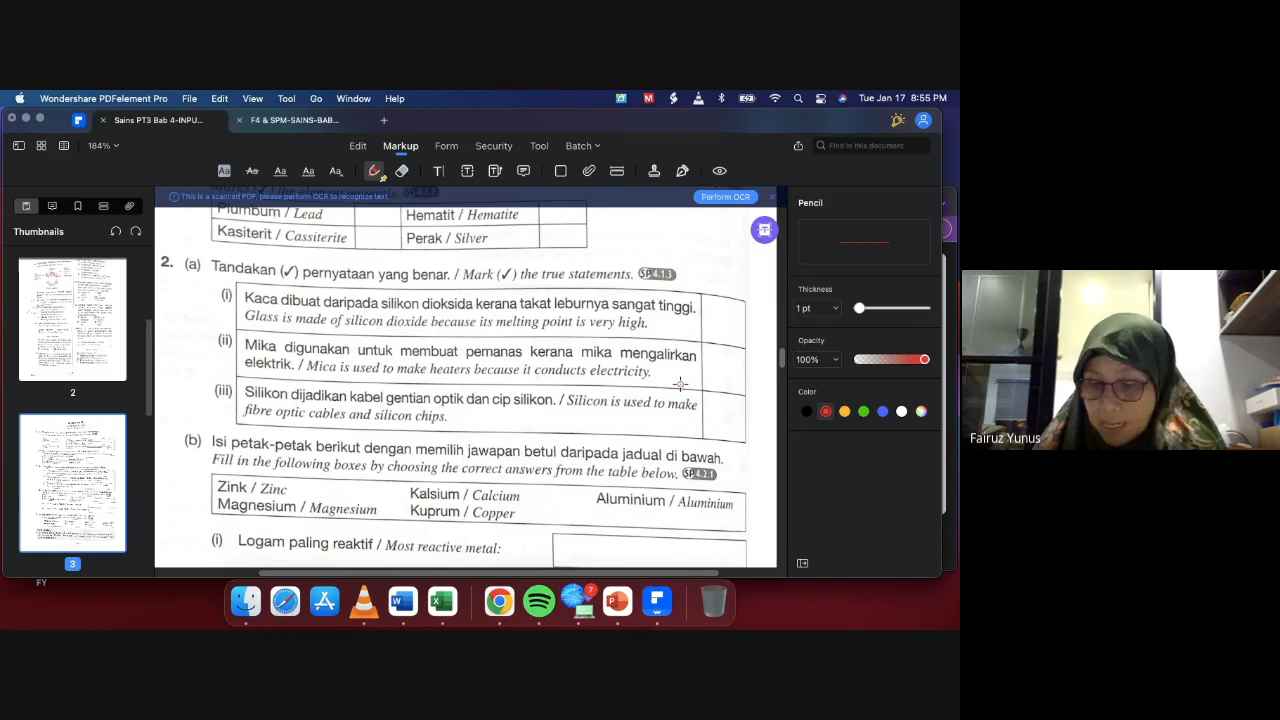 Wondershare PDFelement Pro File Edit View Tool Go Window Help Tue Jan 17 8:55 PM
Sains PT3 Bab 4-INPU... F4 & SPM-SAINS-BAB...
184% Edit Markup Form Security Tool Batch Find in this document
This is a scanned PDF, please perform OCR to recognize text. Perform OCR
Thumbnails
2
3
FY
Plumbum / Lead Hematit / Hematite
Kasiterit / Cassiterite Perak / Silver
2. (a) Tandakan (✓) pernyataan yang benar. / Mark (✓) the true statements. SP 4.1.3
(i) Kaca dibuat daripada silikon dioksida kerana takat leburnya sangat tinggi.
Glass is made of silicon dioxide because its melting point is very high.
(ii) Mika digunakan untuk membuat pemanas kerana mika mengalirkan
elektrik. / Mica is used to make heaters because it conducts electricity.
(iii) Silikon dijadikan kabel gentian optik dan cip silikon. / Silicon is used to make
fibre optic cables and silicon chips.
(b) Isi petak-petak berikut dengan memilih jawapan betul daripada jadual di bawah.
Fill in the following boxes by choosing the correct answers from the table below. SP 4.2.1
Zink / Zinc Kalsium / Calcium Aluminium / Aluminium
Magnesium / Magnesium Kuprum / Copper
(i) Logam paling reaktif / Most reactive metal:
Pencil
Thickness
1 pt
Opacity
100%
Color
7
Fairuz Yunus